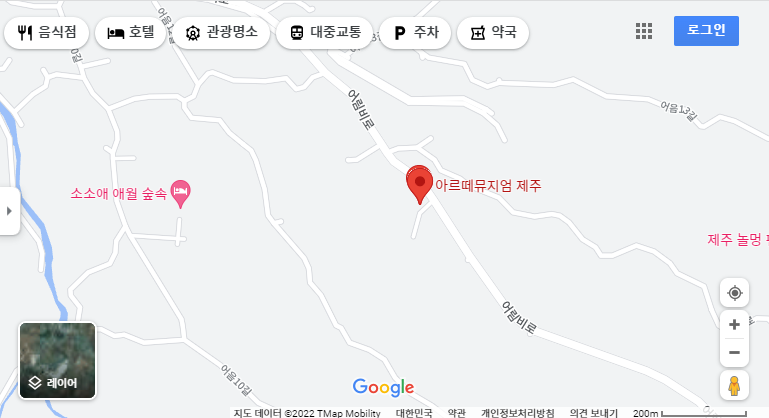 음식점
호텔
관광명소
대중교통
주차
약국
로그인
어림비로
어음13길
소소애 애월 숲속
아르떼뮤지엄 제주
제주 놀멍
어림비로
어음10길
레이어
Google
지도 데이터 ©2022 TMap Mobility 대한민국 약관 개인정보처리방침 의견 보내기 200m